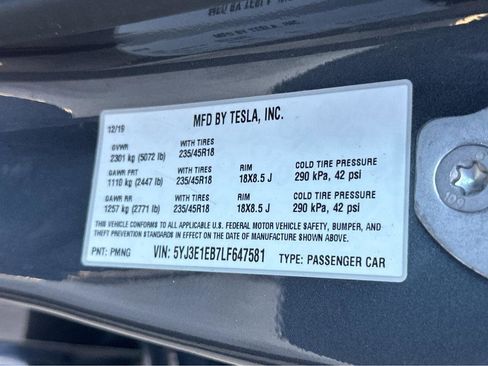 MFD BY TESLA, INC.
12/19
GVWR WITH TIRES
2301 kg (5072 lb) 235/45R18
GAWR FRT WITH TIRES RIM COLD TIRE PRESSURE
1110 kg (2447 lb) 235/45R18 18X8.5 J 290 kPa, 42 psi
GAWR RR WITH TIRES RIM COLD TIRE PRESSURE
1257 kg (2771 lb) 235/45R18 18X8.5 J 290 kPa, 42 psi
THIS VEHICLE CONFORMS TO ALL APPLICABLE U.S. FEDERAL MOTOR VEHICLE SAFETY, BUMPER,
AND THEFT PREVENTION STANDARDS IN EFFECT ON THE DATE OF MANUFACTURE SHOWN ABOVE.
PNT: PMNG VIN: 5YJ3E1EB7LF647581 TYPE: PASSENGER CAR
100